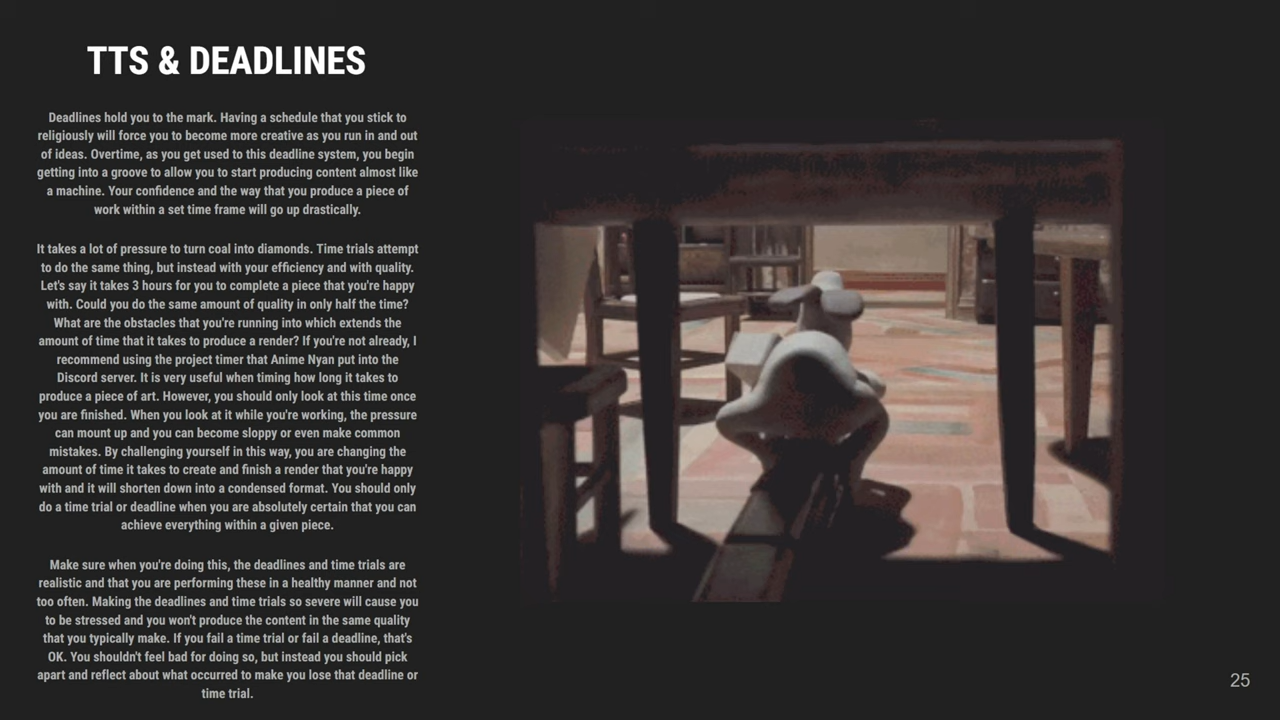 TTS & DEADLINES
Deadlines hold you to the mark. Having a schedule that you stick to
religiously will force you to become more creative as you run in and out
of ideas. Overtime, as you get used to this deadline system, you begin
getting into a groove to allow you to start producing content almost like
a machine. Your confidence and the way that you produce a piece of
work within a set time frame will go up drastically.
It takes a lot of pressure to turn coal into diamonds. Time trials attempt
to do the same thing, but instead with your efficiency and with quality.
Let's say it takes 3 hours for you to complete a piece that you're happy
with. Could you do the same amount of quality in only half the time?
What are the obstacles that you're running into which extends the
amount of time that it takes to produce a render? If you're not already, I
recommend using the project timer that Anime Nyan put into the
Discord server. It is very useful when timing how long it takes to
produce a piece of art. However, you should only look at this time once
you are finished. When you look at it while you're working, the pressure
can mount up and you can become sloppy or even make common
mistakes. By challenging yourself in this way, you are changing the
amount of time it takes to create and finish a render that you're happy
with and it will shorten down into a condensed format. You should only
do a time trial or deadline when you are absolutely certain that you can
achieve everything within a given piece.
Make sure when you're doing this, the deadlines and time trials are
realistic and that you are performing these in a healthy manner and not
too often. Making the deadlines and time trials so severe will cause you
to be stressed and you won't produce the content in the same quality
that you typically make. If you fail a time trial or fail a deadline, that's
OK. You shouldn't feel bad for doing so, but instead you should pick
apart and reflect about what occurred to make you lose that deadline or
time trial.
25